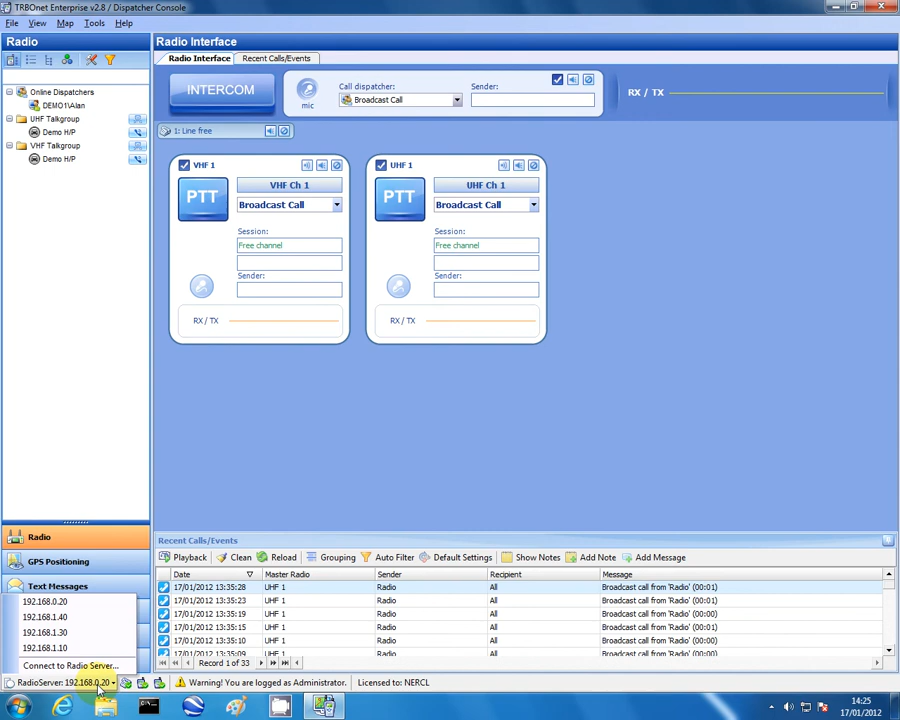 TRBOnet Enterprise v2.8 / Dispatcher Console
File View Map Tools Help
Radio
Radio Interface
Radio Interface Recent Calls/Events
INTERCOM
mic
Call dispatcher:
Broadcast Call
Sender:
RX / TX
Online Dispatchers
DEMO1\Alan
UHF Talkgroup
Demo H/P
VHF Talkgroup
Demo H/P
1: Line free
VHF 1
PTT
VHF Ch 1
Broadcast Call
Session:
Free channel
Sender:
RX / TX
UHF 1
PTT
UHF Ch 1
Broadcast Call
Session:
Free channel
Sender:
RX / TX
Radio
GPS Positioning
Text Messages
192.168.0.20
192.168.1.40
192.168.1.30
192.168.1.10
Connect to Radio Server...
Recent Calls/Events
Playback Clean Reload Grouping Auto Filter Default Settings Show Notes Add Note Add Message
Date Master Radio Sender Recipient Message
17/01/2012 13:35:28 UHF 1 Radio All Broadcast call from 'Radio' (00:01)
17/01/2012 13:35:23 UHF 1 Radio All Broadcast call from 'Radio' (00:01)
17/01/2012 13:35:19 UHF 1 Radio All Broadcast call from 'Radio' (00:00)
17/01/2012 13:35:15 UHF 1 Radio All Broadcast call from 'Radio' (00:01)
17/01/2012 13:35:10 UHF 1 Radio All Broadcast call from 'Radio' (00:00)
17/01/2012 13:35:09 UHF 1 Radio All Broadcast call from 'Radio' (00:00)
Record 1 of 33
RadioServer: 192.168.0.20
Warning! You are logged as Administrator.
Licensed to: NERCL
14:25
17/01/2012